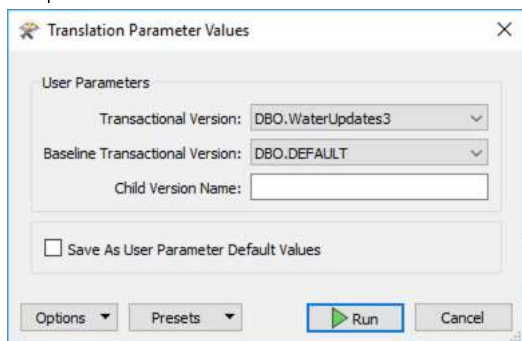 Translation Parameter Values
User Parameters
Transactional Version: DBO.WaterUpdates3
Baseline Transactional Version: DBO.DEFAULT
Child Version Name:
Save As User Parameter Default Values
Options Presets Run Cancel